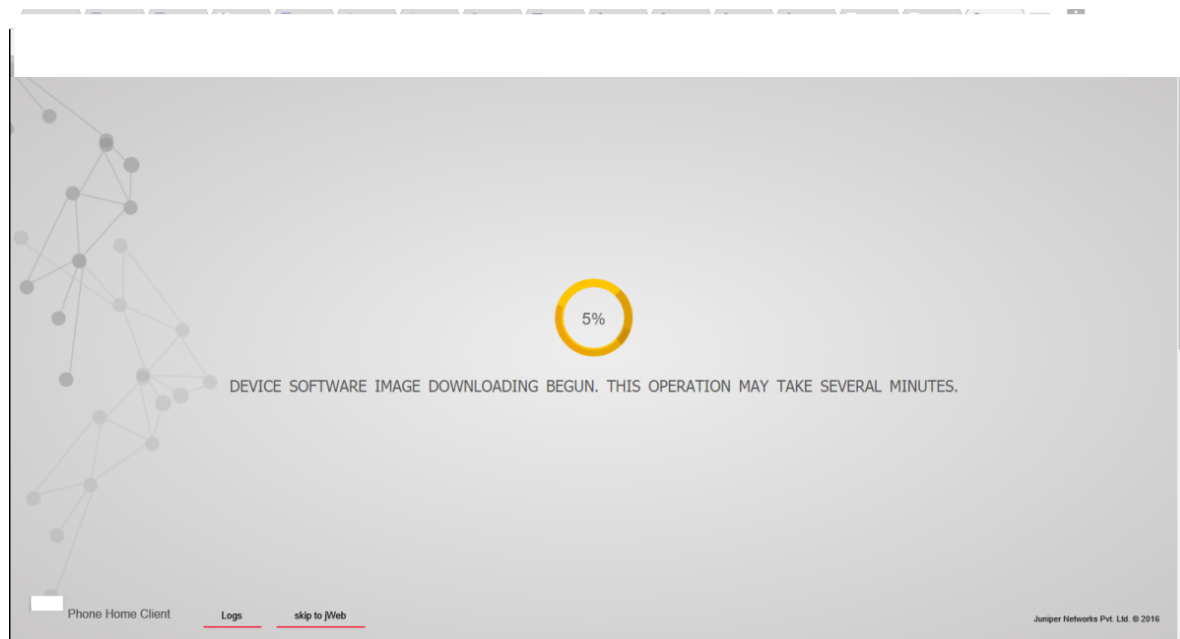 5%
DEVICE SOFTWARE IMAGE DOWNLOADING BEGUN. THIS OPERATION MAY TAKE SEVERAL MINUTES.
Phone Home Client Logs skip to jWeb Juniper Networks Pvt. Ltd. © 2016